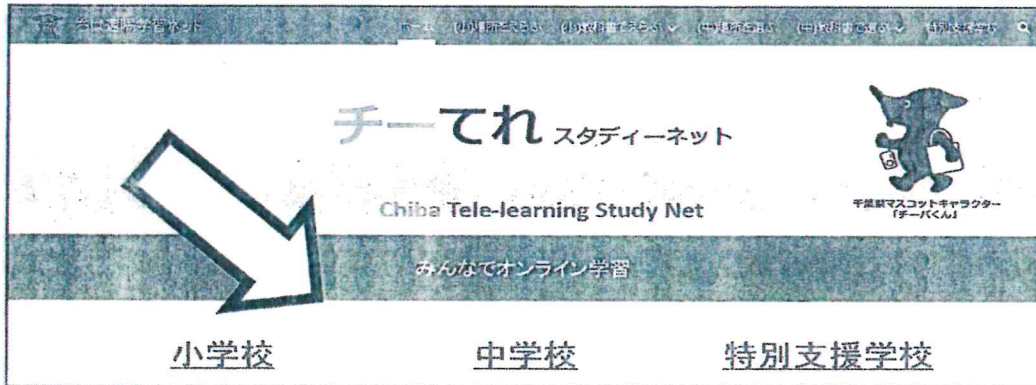 ホーム
チーてれ スタディーネット
Chiba Tele-learning Study Net
千葉県マスコットキャラクター
「チーバくん」
みんなでオンライン学習
小学校 中学校 特別支援学校